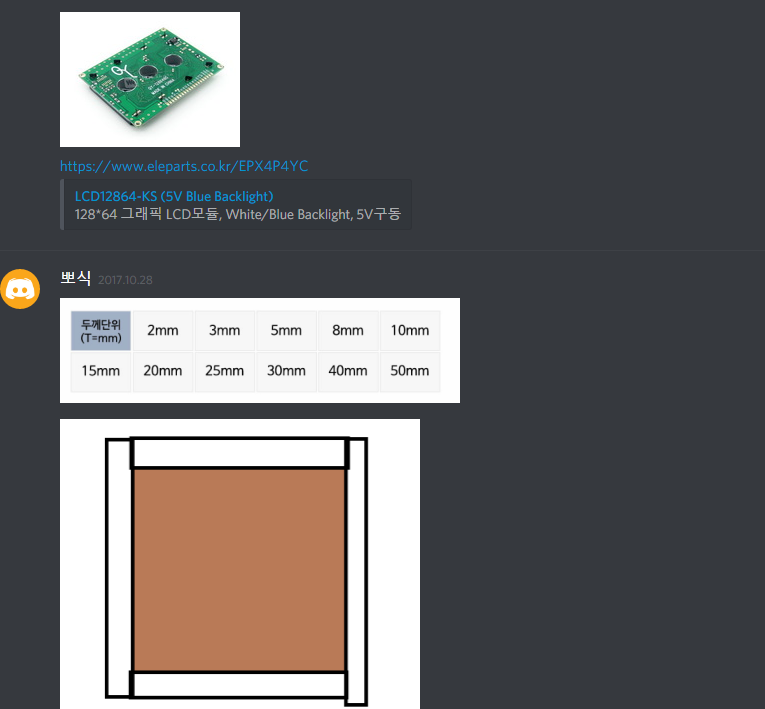 https://www.eleparts.co.kr/EPX4P4YC
LCD12864-KS (5V Blue Backlight)
128*64 그래픽 LCD모듈, White/Blue Backlight, 5V구동
뽀식 2017.10.28
두께단위
(T=mm) 2mm 3mm 5mm 8mm 10mm
15mm 20mm 25mm 30mm 40mm 50mm